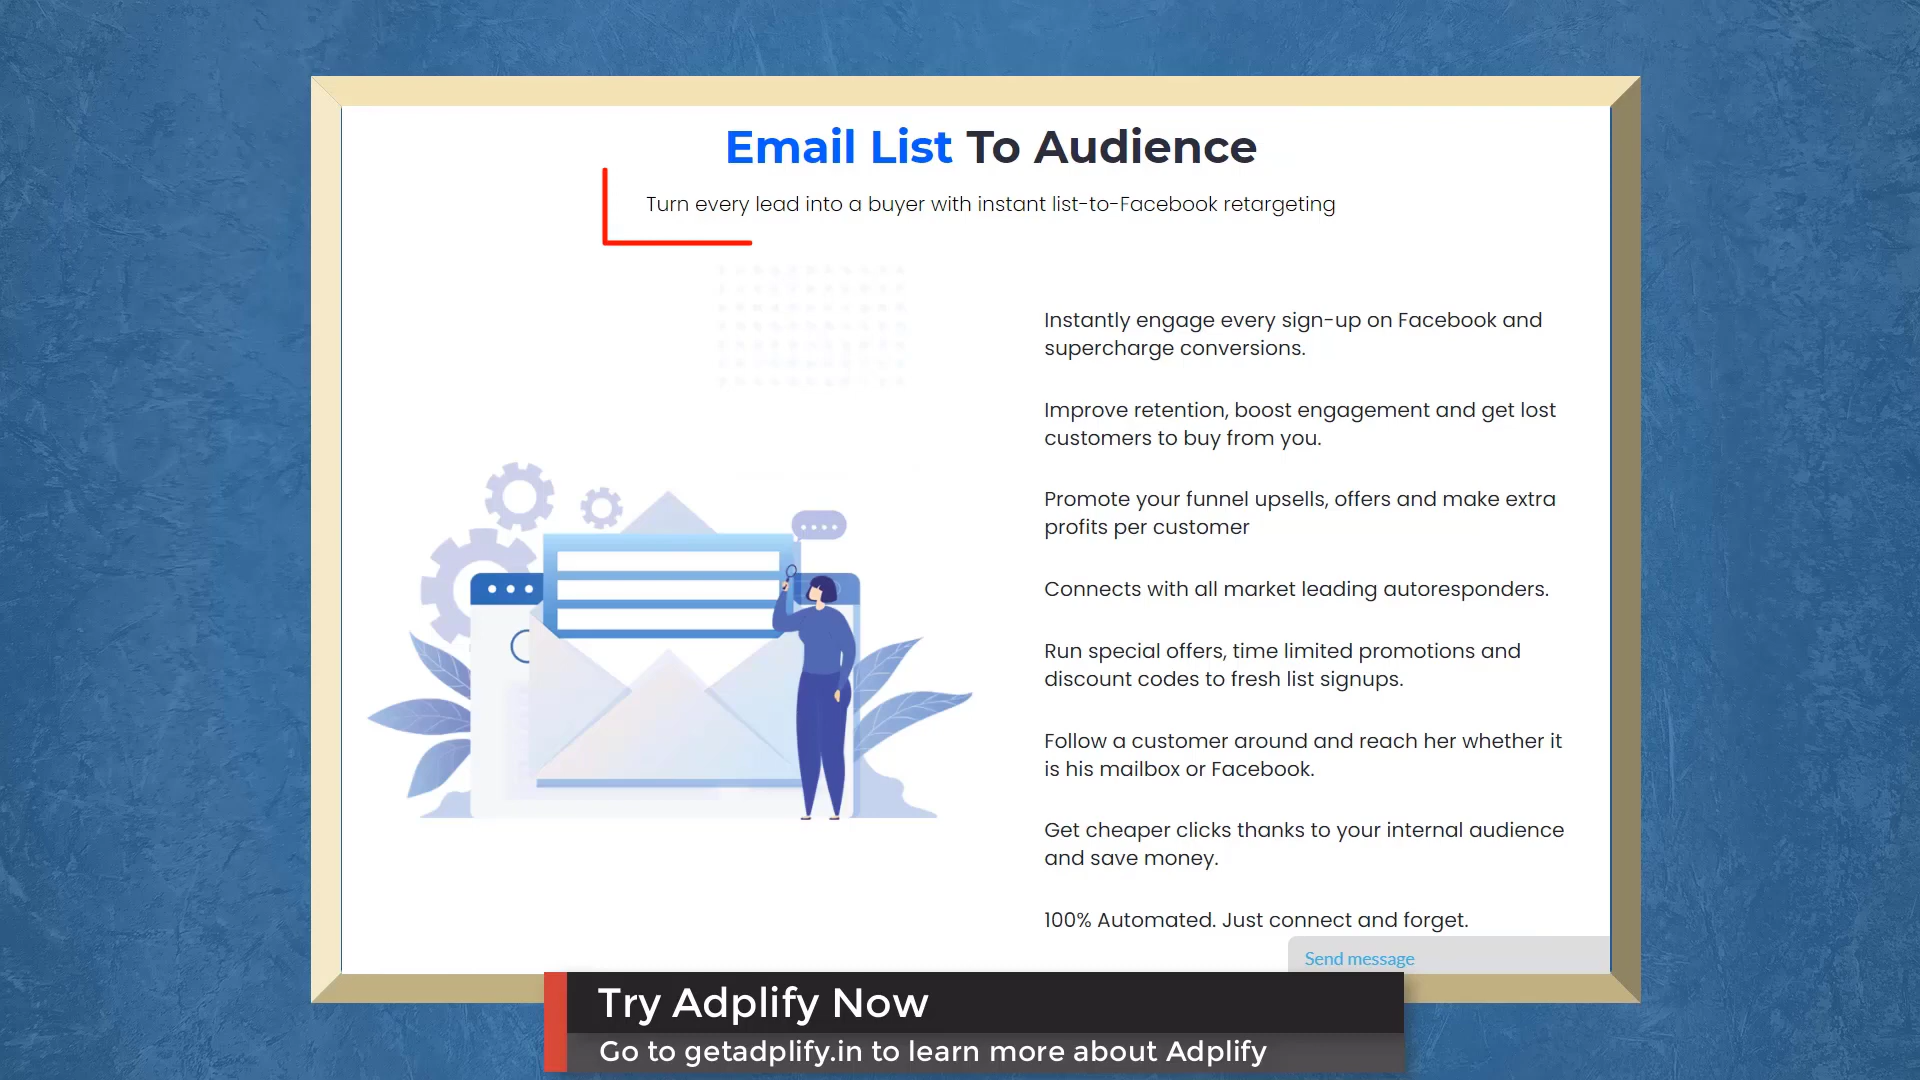 Email List To Audience
Turn every lead into a buyer with instant list-to-Facebook retargeting
Instantly engage every sign-up on Facebook and
supercharge conversions.
Improve retention, boost engagement and get lost
customers to buy from you.
Promote your funnel upsells, offers and make extra
profits per customer
Connects with all market leading autoresponders.
Run special offers, time limited promotions and
discount codes to fresh list signups.
Follow a customer around and reach her whether it
is his mailbox or Facebook.
Get cheaper clicks thanks to your internal audience
and save money.
100% Automated. Just connect and forget.
Send message
Try Adplify Now
Go to getadplify.in to learn more about Adplify